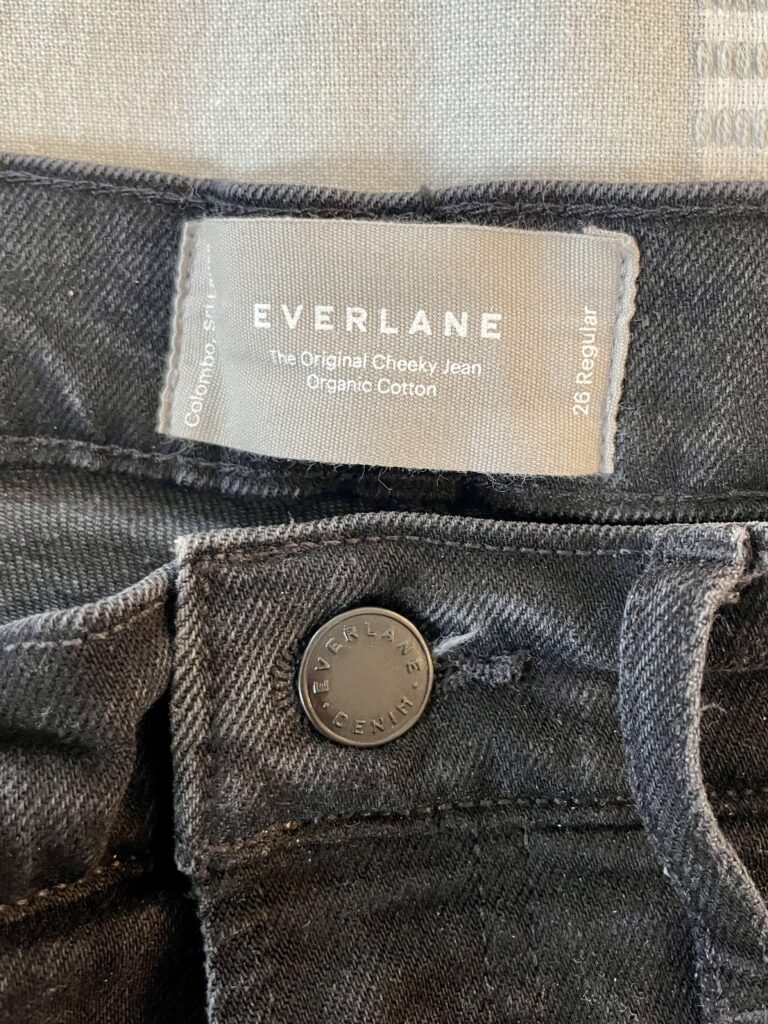 EVERLANE
The Original Cheeky Jean
Organic Cotton
Colombo,
26 Regular
EVERLANE
· DENIM ·